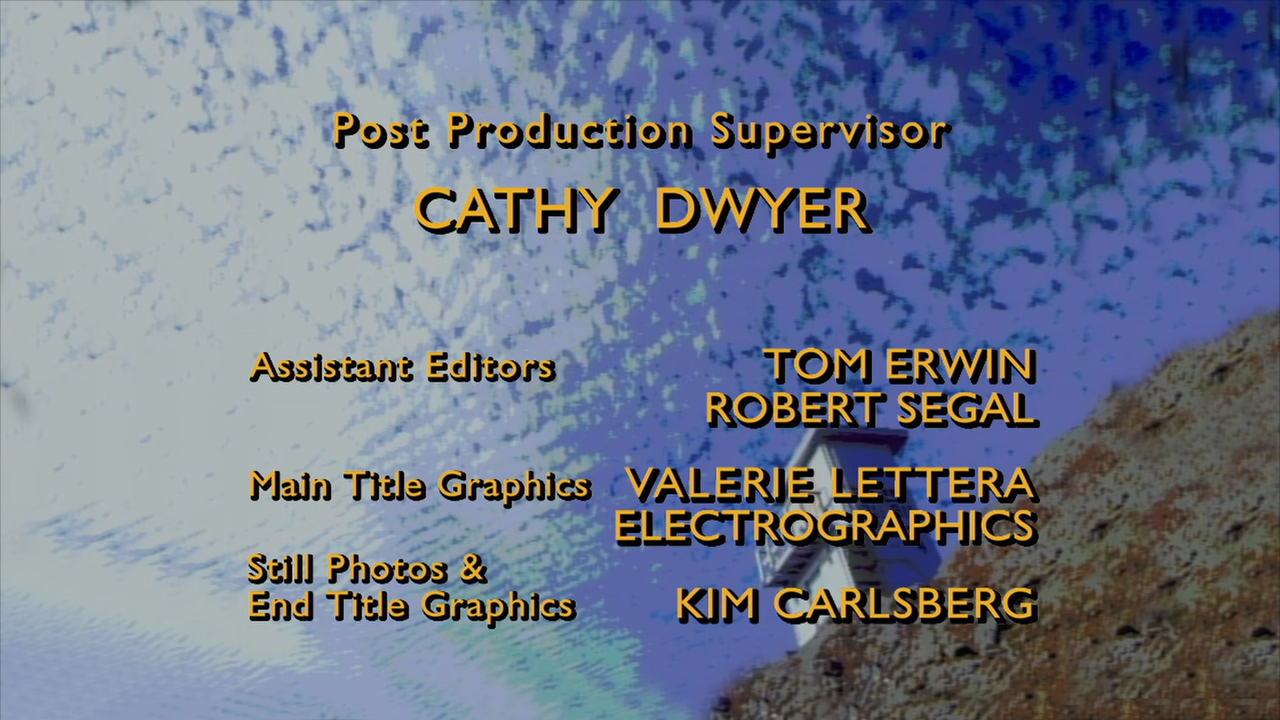 Post Production Supervisor
CATHY DWYER
Assistant Editors TOM ERWIN
ROBERT SEGAL
Main Title Graphics VALERIE LETTERA
ELECTROGRAPHICS
Still Photos &
End Title Graphics KIM CARLSBERG